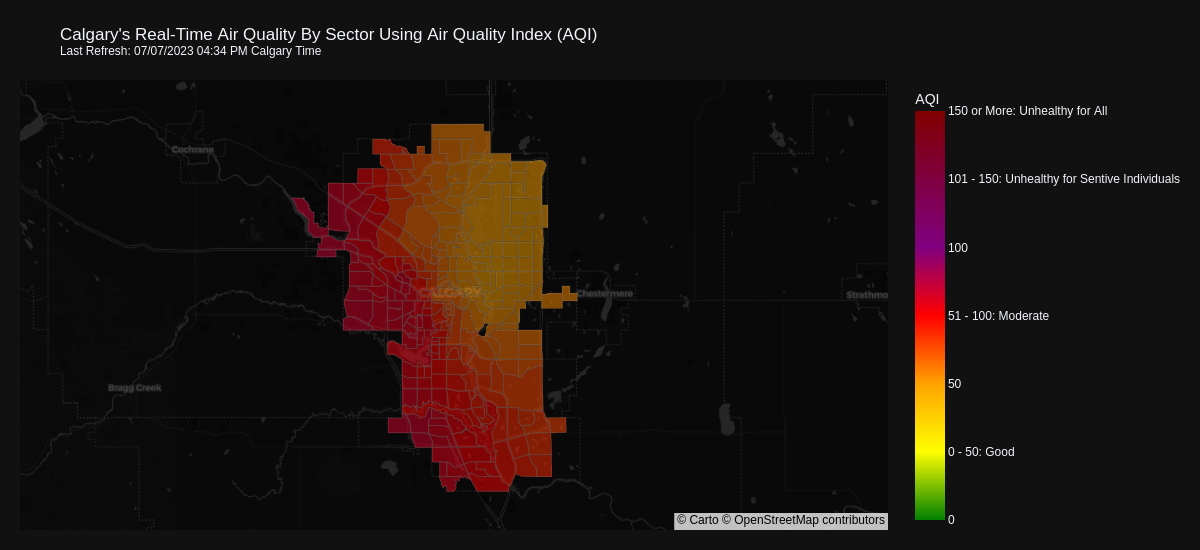 Calgary's Real-Time Air Quality By Sector Using Air Quality Index (AQI)
Last Refresh: 07/07/2023 04:34 PM Calgary Time
AQI
150 or More: Unhealthy for All
Cochrane
101 - 150: Unhealthy for Sentive Individuals
100
CALGARY
Chestermere
Strathmo
51 - 100: Moderate
Bragg Creek
50
0 - 50: Good
0
© Carto © OpenStreetMap contributors